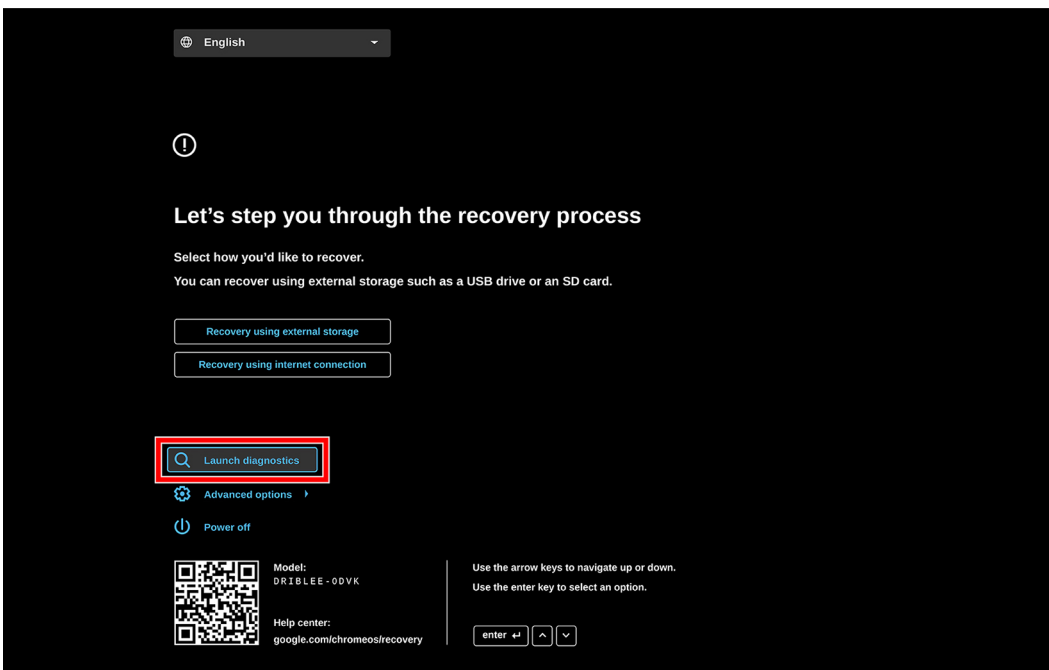 English
Let’s step you through the recovery process
Select how you’d like to recover.
You can recover using external storage such as a USB drive or an SD card.
Recovery using external storage
Recovery using internet connection
Launch diagnostics
Advanced options
Power off
Model:
DRIBLEE-ODVK
Help center:
google.com/chromeos/recovery
Use the arrow keys to navigate up or down.
Use the enter key to select an option.
enter